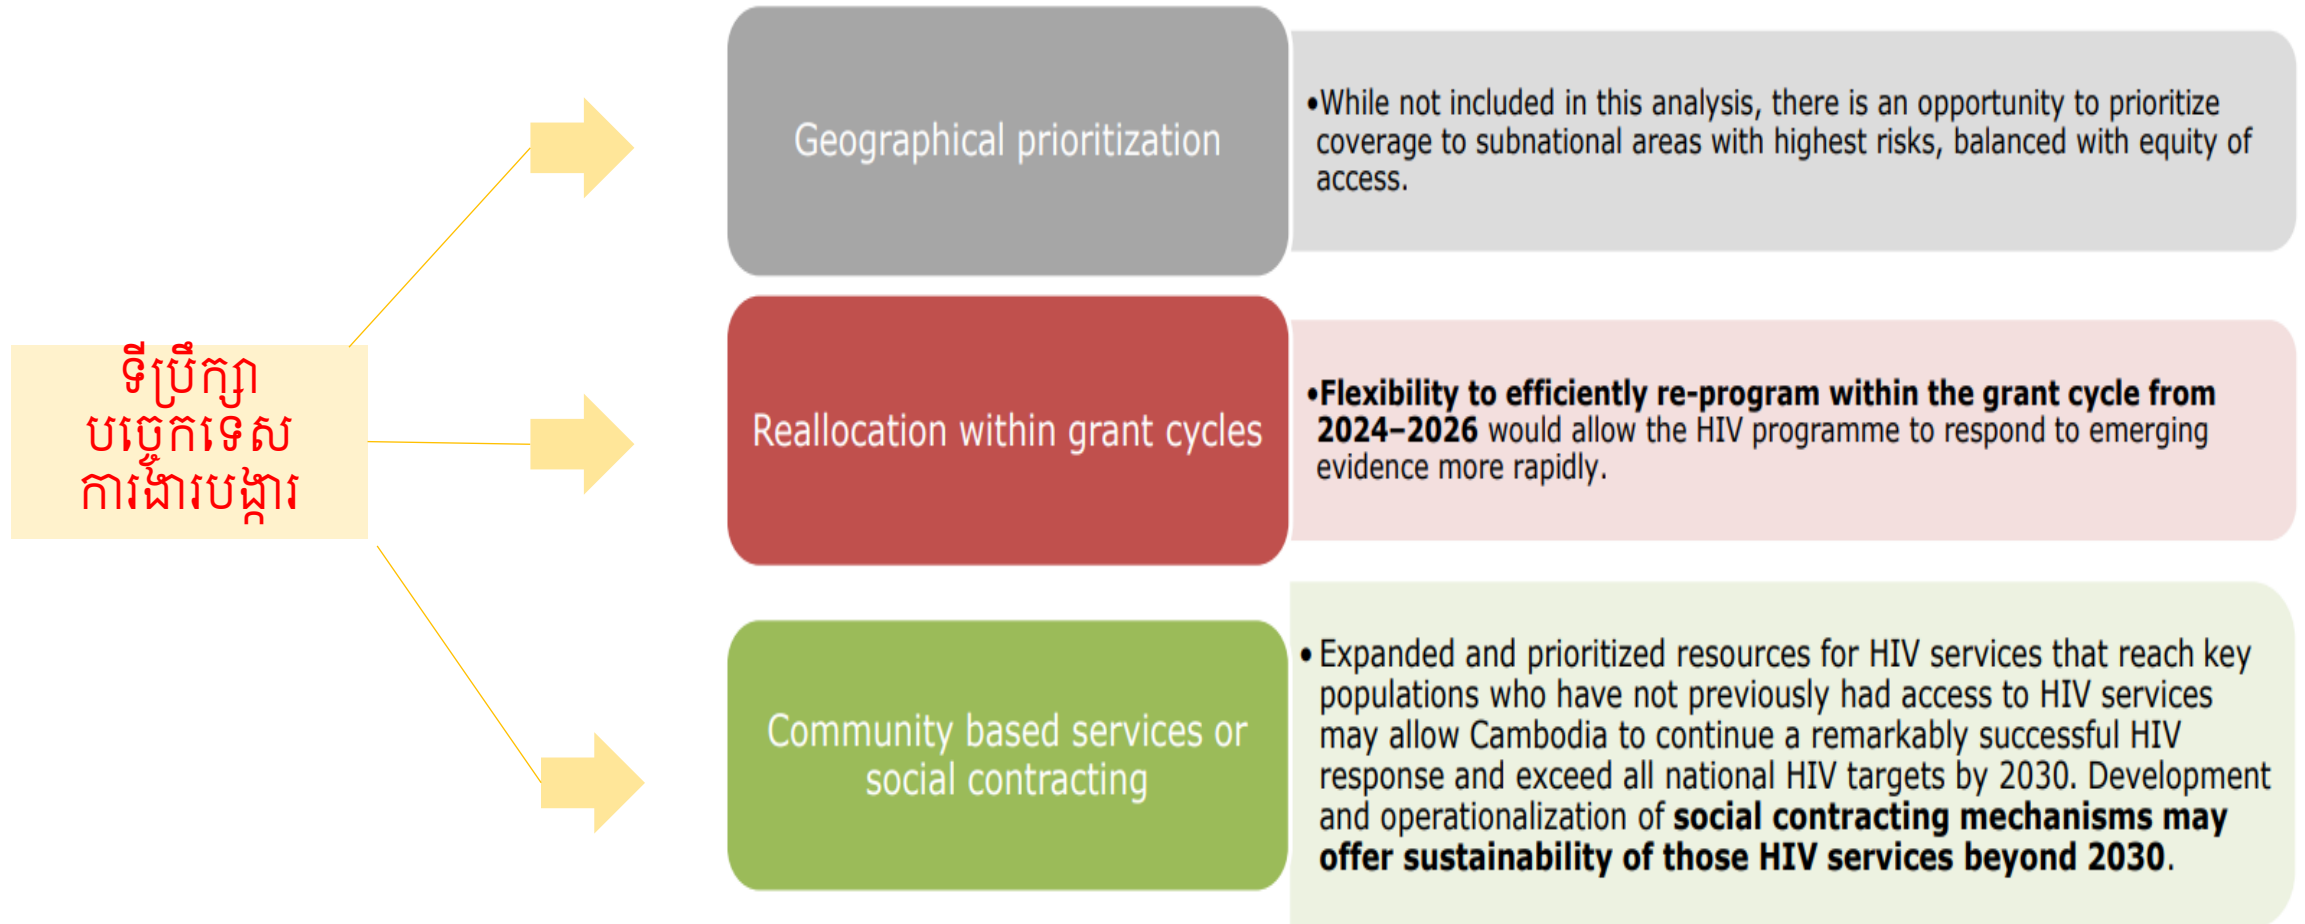 ទីប្រឹក្សា
បច្ចេកទេស
ការងារបង្ការ
Geographical prioritization
•While not included in this analysis, there is an opportunity to prioritize
coverage to subnational areas with highest risks, balanced with equity of
access.
Reallocation within grant cycles
•Flexibility to efficiently re-program within the grant cycle from
2024–2026 would allow the HIV programme to respond to emerging
evidence more rapidly.
Community based services or
social contracting
• Expanded and prioritized resources for HIV services that reach key
populations who have not previously had access to HIV services
may allow Cambodia to continue a remarkably successful HIV
response and exceed all national HIV targets by 2030. Development
and operationalization of social contracting mechanisms may
offer sustainability of those HIV services beyond 2030.